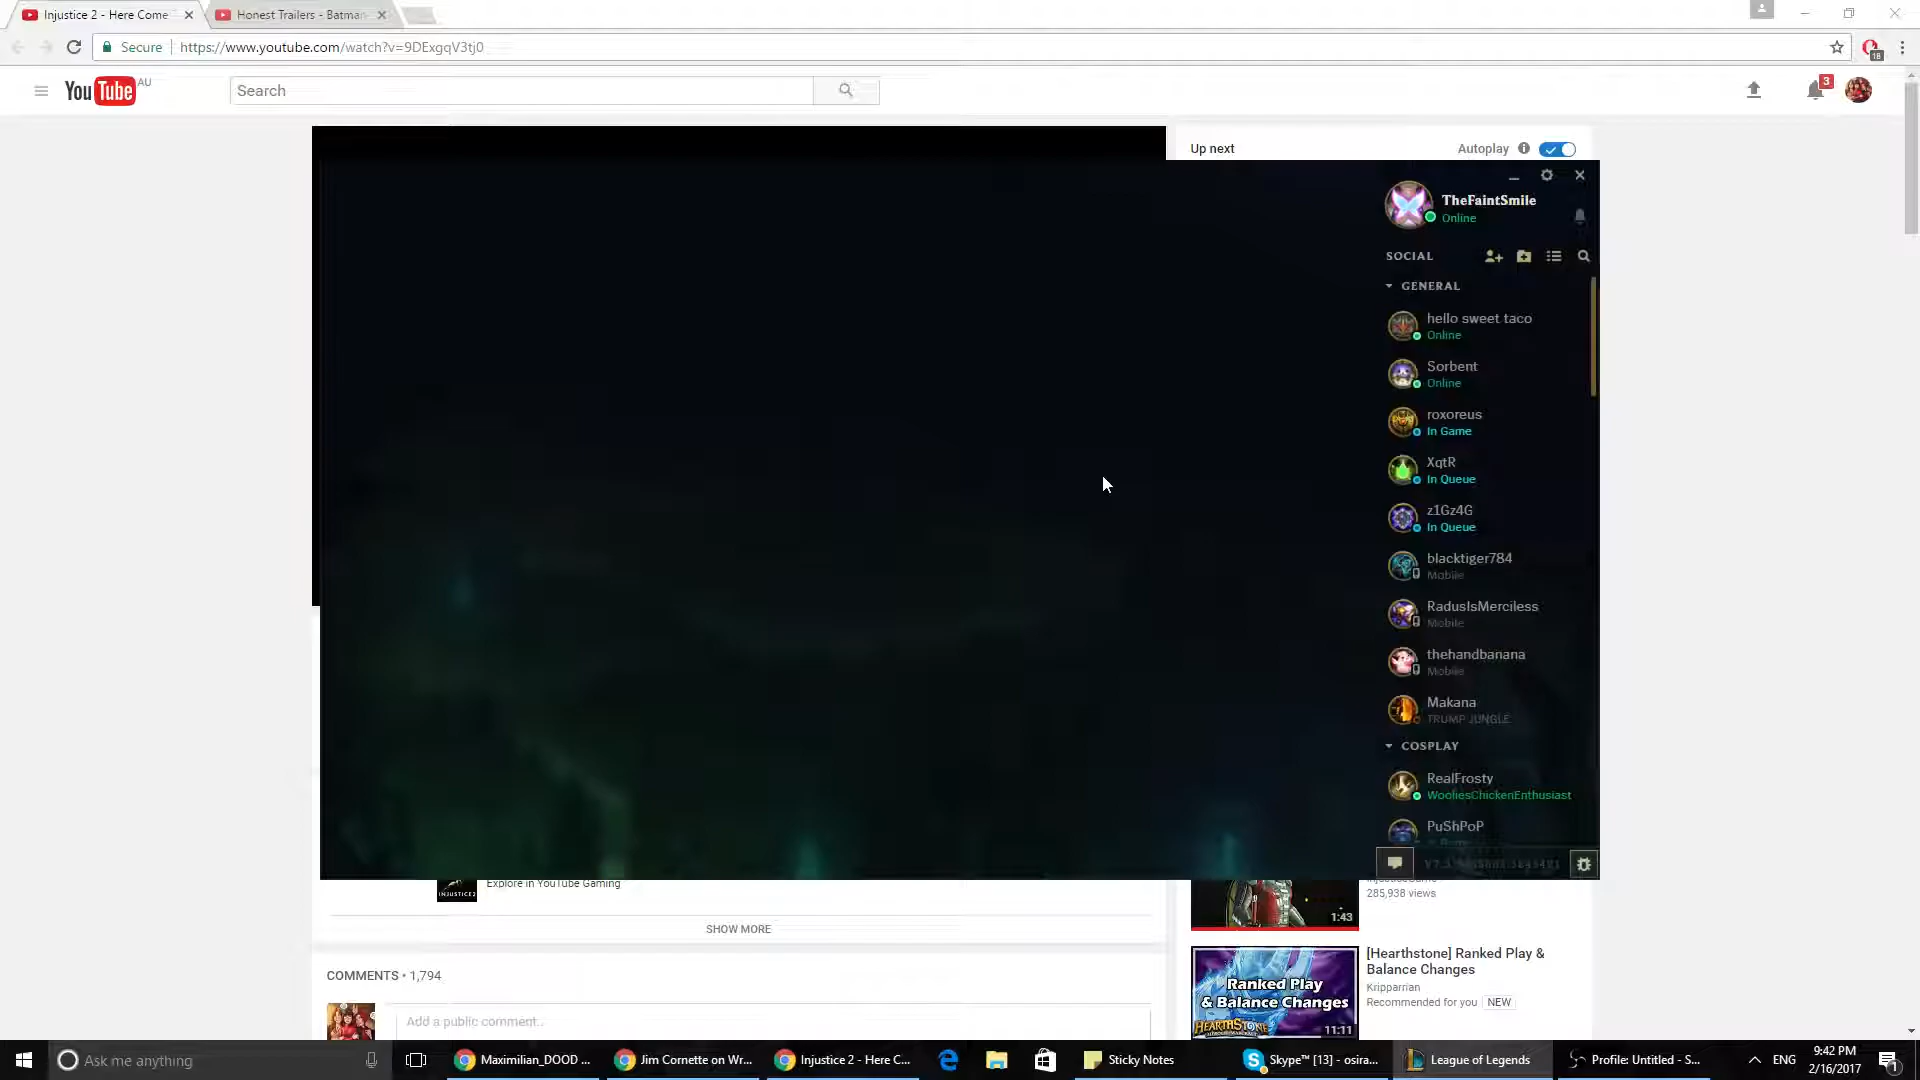 Injustice 2 - Here Come
Honest Trailers - Batman
Secure
https://www.youtube.com/watch?v=9DExgqV3tj0
18
YouTube AU
Search
3
Up next
Autoplay
TheFaintSmile
Online
SOCIAL
GENERAL
hello sweet taco
Online
Sorbent
Online
roxoreus
In Game
XqtR
In Queue
z1Gz4G
In Queue
blacktiger784
Mobile
RadusIsMerciless
Mobile
thehandbanana
Mobile
Makana
TRUMP JUNGLE
COSPLAY
RealFrosty
WooliesChickenEnthusiast
PuShPoP
INJUSTICE2
Explore in YouTube Gaming
SHOW MORE
COMMENTS • 1,794
Add a public comment..
285,938 views
1:43
Ranked Play
& Balance Changes
HEARTHSTONE
11:11
[Hearthstone] Ranked Play &
Balance Changes
Kripparrian
Recommended for you
NEW
Ask me anything
Maximilian_DOOD ...
Jim Cornette on Wr...
Injustice 2 - Here C...
Sticky Notes
Skype™ [13] - osira...
League of Legends
Profile: Untitled - S...
ENG
9:42 PM
2/16/2017
1